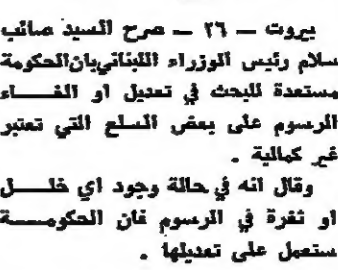 بيروت — ٢٦ — صرح السيد صائب
سلام رئيس الوزراء اللبناني بان الحكومة
مستعدة للبحث في تعديل او الغاء
الرسوم على بعض السلع التي تعتبر
غير كمالية .
وقال انه في حالة وجود اي خلل
او ثغرة في الرسوم فان الحكومة
ستعمل على تعديلها .